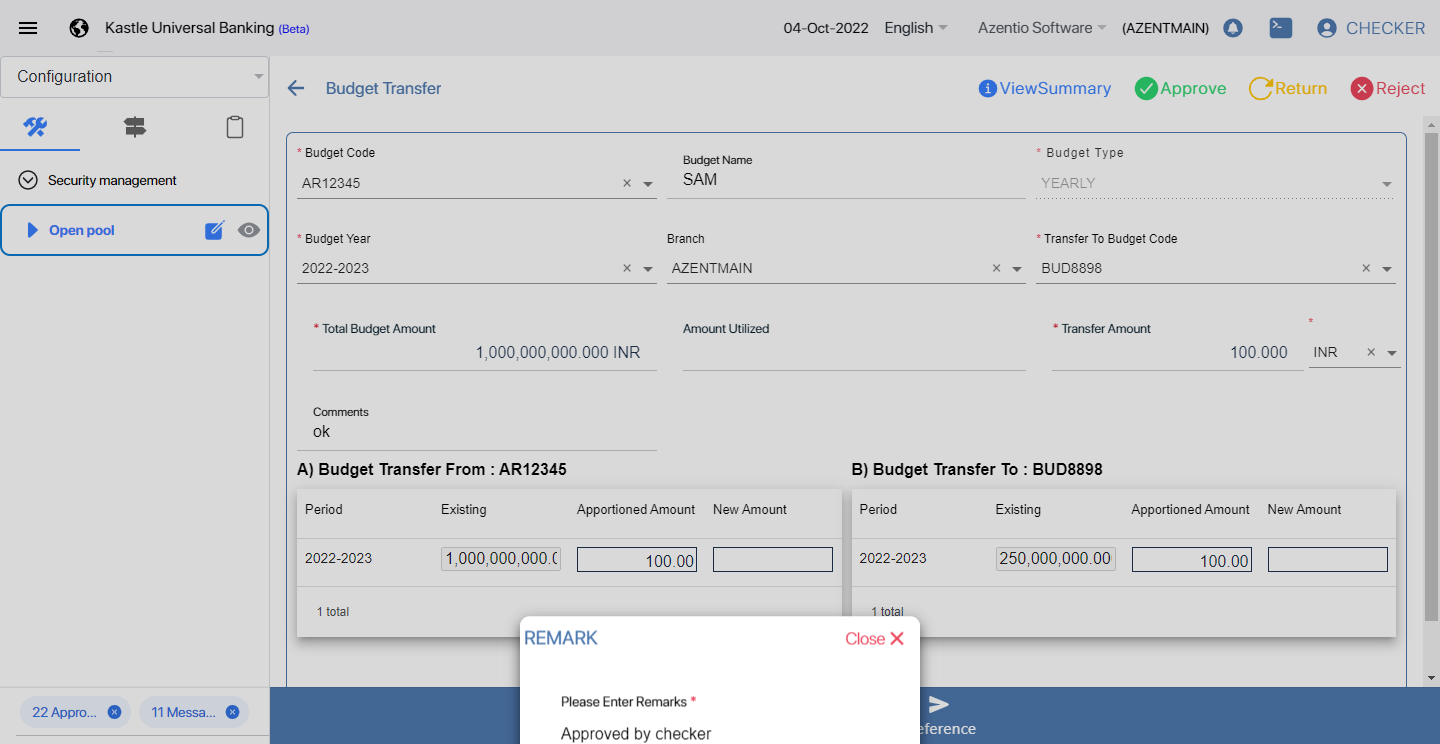 Kastle Universal Banking (Beta)
04-Oct-2022
English
Azentio Software
(AZENTMAIN)
CHECKER
Configuration
Budget Transfer
ViewSummary
Approve
Return
Reject
Security management
Open pool
* Budget Code
AR12345
Budget Name
SAM
* Budget Type
YEARLY
* Budget Year
2022-2023
Branch
AZENTMAIN
* Transfer To Budget Code
BUD8898
* Total Budget Amount
1,000,000,000.000 INR
Amount Utilized
* Transfer Amount
100.000
*
INR
Comments
ok
A) Budget Transfer From : AR12345
Period Existing Apportioned Amount New Amount
2022-2023 1,000,000,000.0 100.00
1 total
B) Budget Transfer To : BUD8898
Period Existing Apportioned Amount New Amount
2022-2023 250,000,000.00 100.00
1 total
REMARK
Close
Please Enter Remarks *
Approved by checker
22 Appro...
11 Messa...
eference